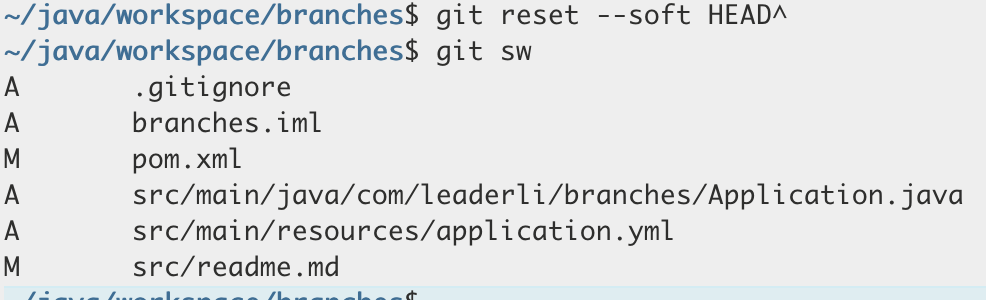 ~/java/workspace/branches$ git reset --soft HEAD^
~/java/workspace/branches$ git sw
A       .gitignore
A       branches.iml
M       pom.xml
A       src/main/java/com/leaderli/branches/Application.java
A       src/main/resources/application.yml
M       src/readme.md
~/java/workspace/branches$